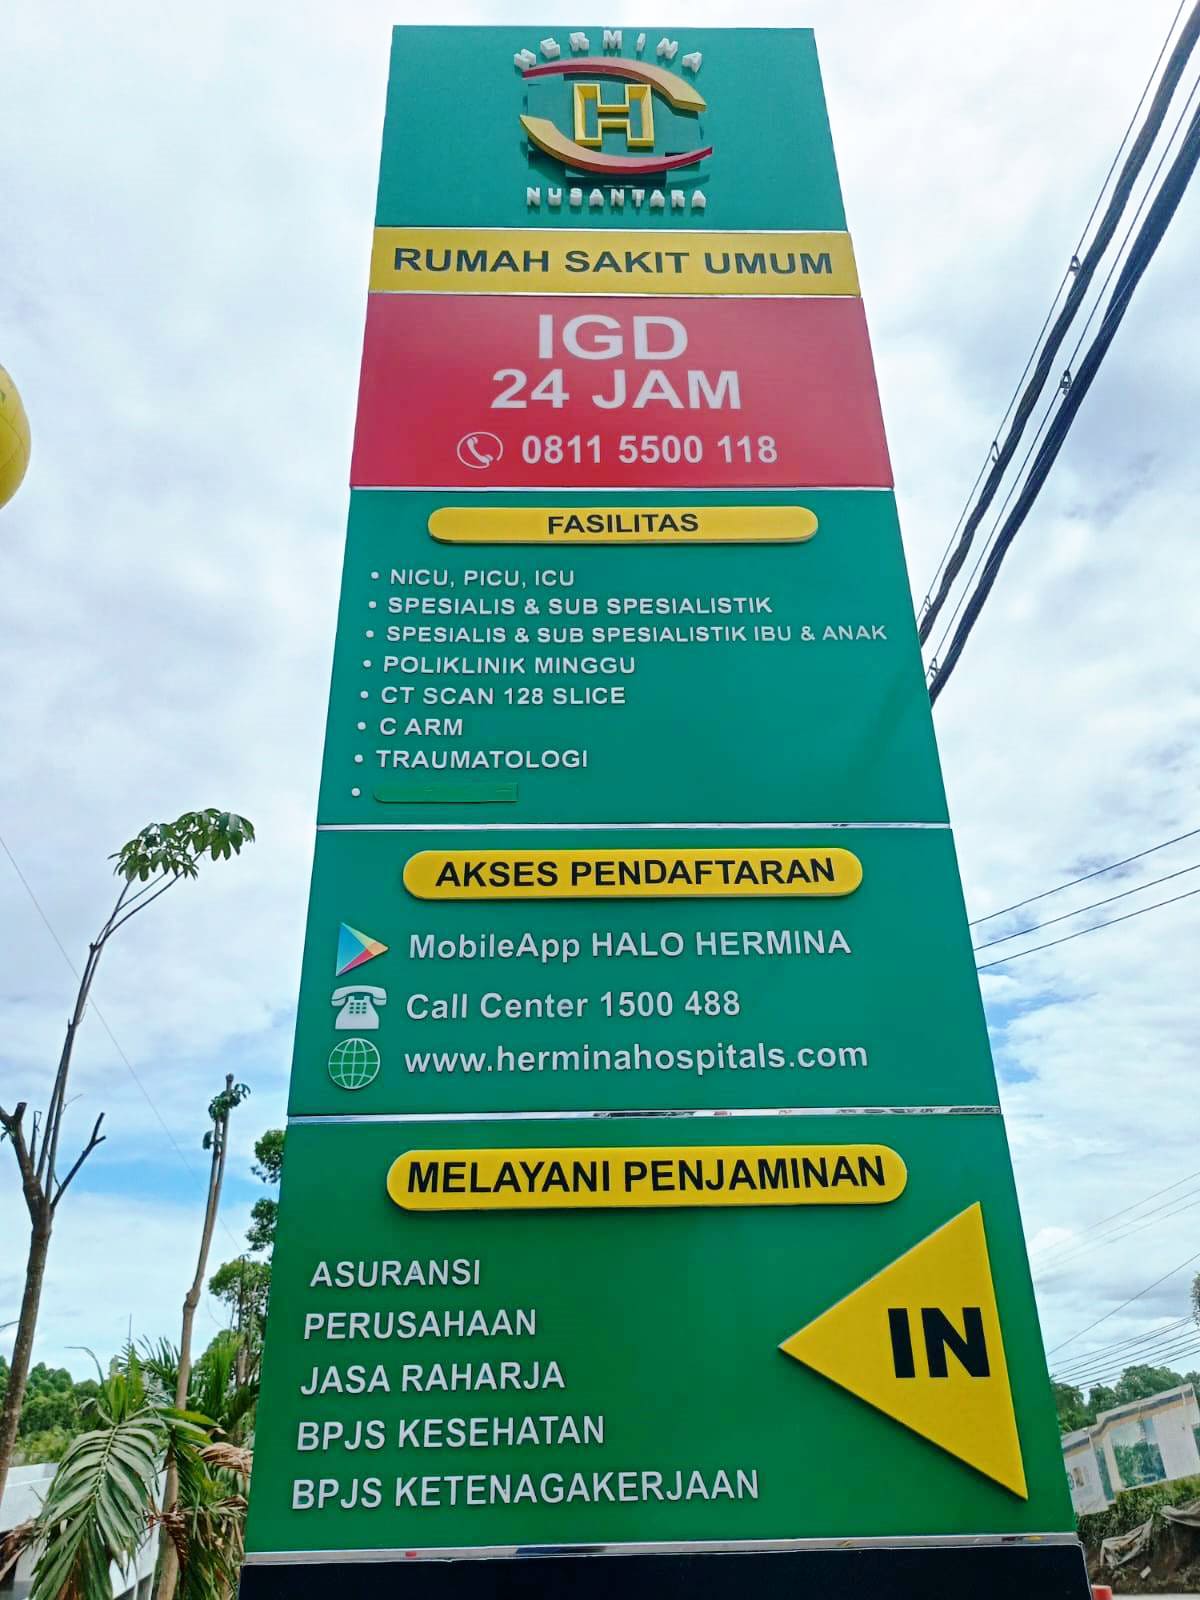 HERMINA
H
NUSANTARA
RUMAH SAKIT UMUM
IGD
24 JAM
0811 5500 118
FASILITAS
• NICU, PICU, ICU
• SPESIALIS & SUB SPESIALISTIK
• SPESIALIS & SUB SPESIALISTIK IBU & ANAK
• POLIKLINIK MINGGU
• CT SCAN 128 SLICE
• C ARM
• TRAUMATOLOGI
•
AKSES PENDAFTARAN
MobileApp HALO HERMINA
Call Center 1500 488
www.herminahospitals.com
MELAYANI PENJAMINAN
ASURANSI
PERUSAHAAN
JASA RAHARJA
BPJS KESEHATAN
BPJS KETENAGAKERJAAN
IN